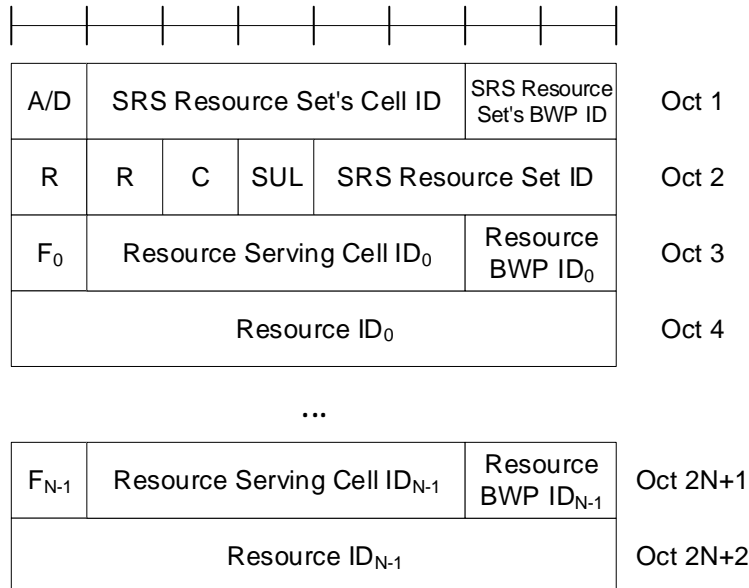 A/D SRS Resource Set's Cell ID SRS Resource Set's BWP ID Oct 1
R R C SUL SRS Resource Set ID Oct 2
F0 Resource Serving Cell ID0 Resource BWP ID0 Oct 3
Resource ID0 Oct 4
...
FN-1 Resource Serving Cell IDN-1 Resource BWP IDN-1 Oct 2N+1
Resource IDN-1 Oct 2N+2